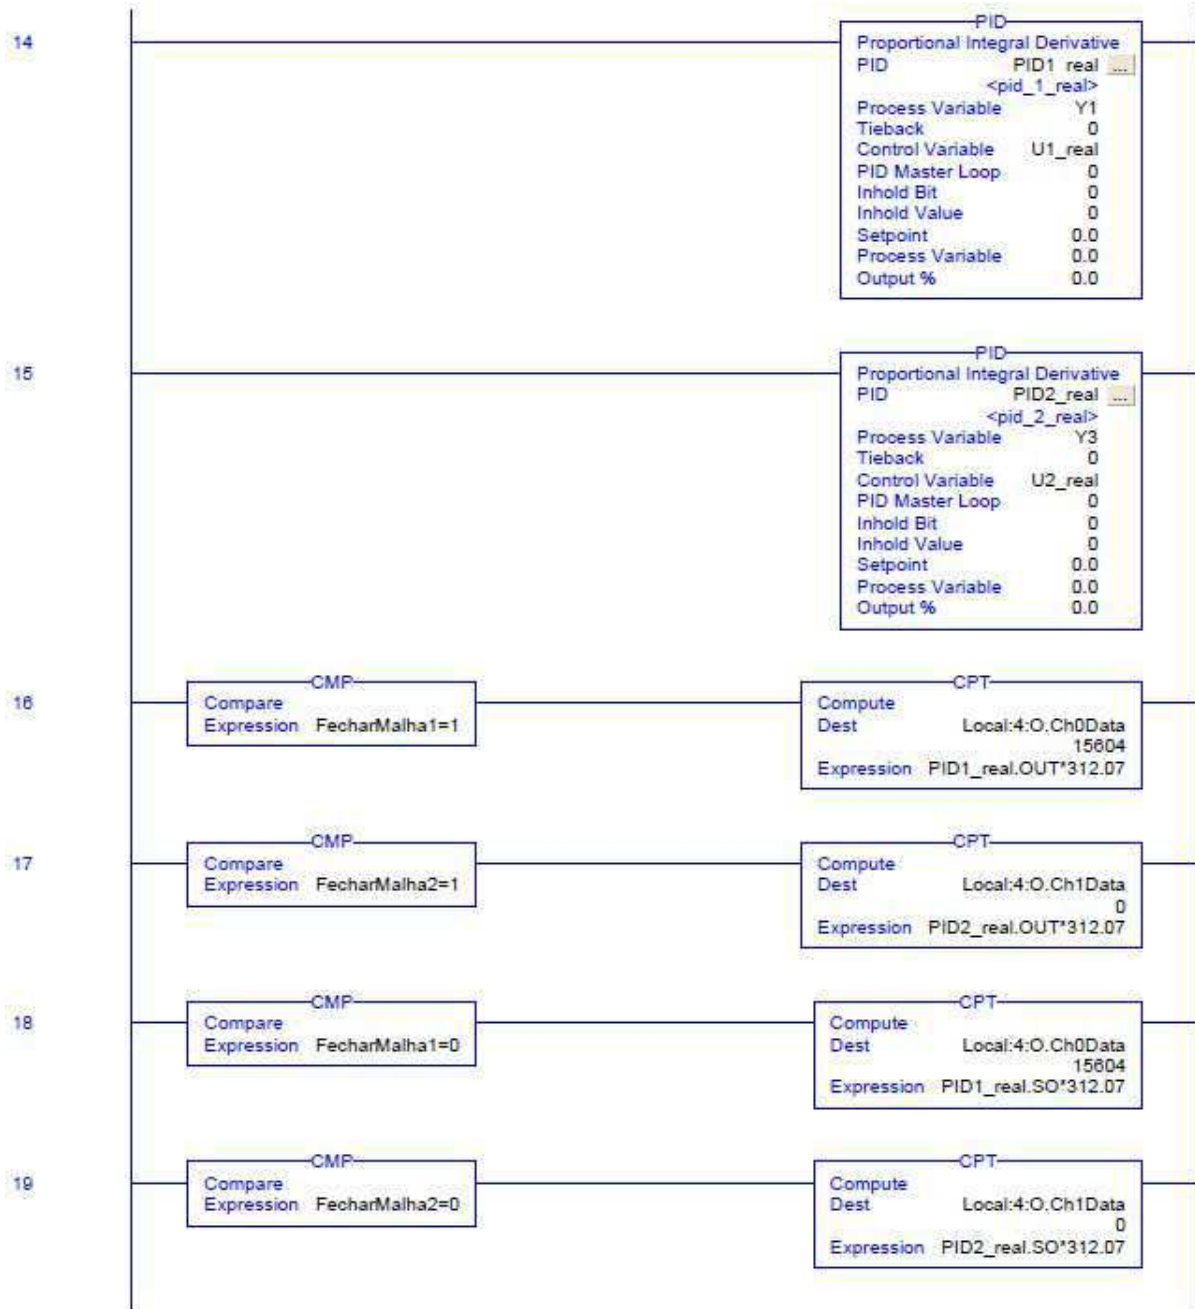 PID
14
Proportional Integral Derivative
PID PID1_real ...
<pid_1_real>
Process Variable Y1
Tieback 0
Control Variable U1_real
PID Master Loop 0
Inhold Bit 0
Inhold Value 0
Setpoint 0.0
Process Variable 0.0
Output % 0.0
PID
15
Proportional Integral Derivative
PID PID2_real ...
<pid_2_real>
Process Variable Y3
Tieback 0
Control Variable U2_real
PID Master Loop 0
Inhold Bit 0
Inhold Value 0
Setpoint 0.0
Process Variable 0.0
Output % 0.0
CMP CPT
16 Compare Compute
Expression FecharMalha1=1 Dest Local:4:O.Ch0Data
15604
Expression PID1_real.OUT*312.07
CMP CPT
17 Compare Compute
Expression FecharMalha2=1 Dest Local:4:O.Ch1Data
0
Expression PID2_real.OUT*312.07
CMP CPT
18 Compare Compute
Expression FecharMalha1=0 Dest Local:4:O.Ch0Data
15604
Expression PID1_real.SO*312.07
CMP CPT
19 Compare Compute
Expression FecharMalha2=0 Dest Local:4:O.Ch1Data
0
Expression PID2_real.SO*312.07